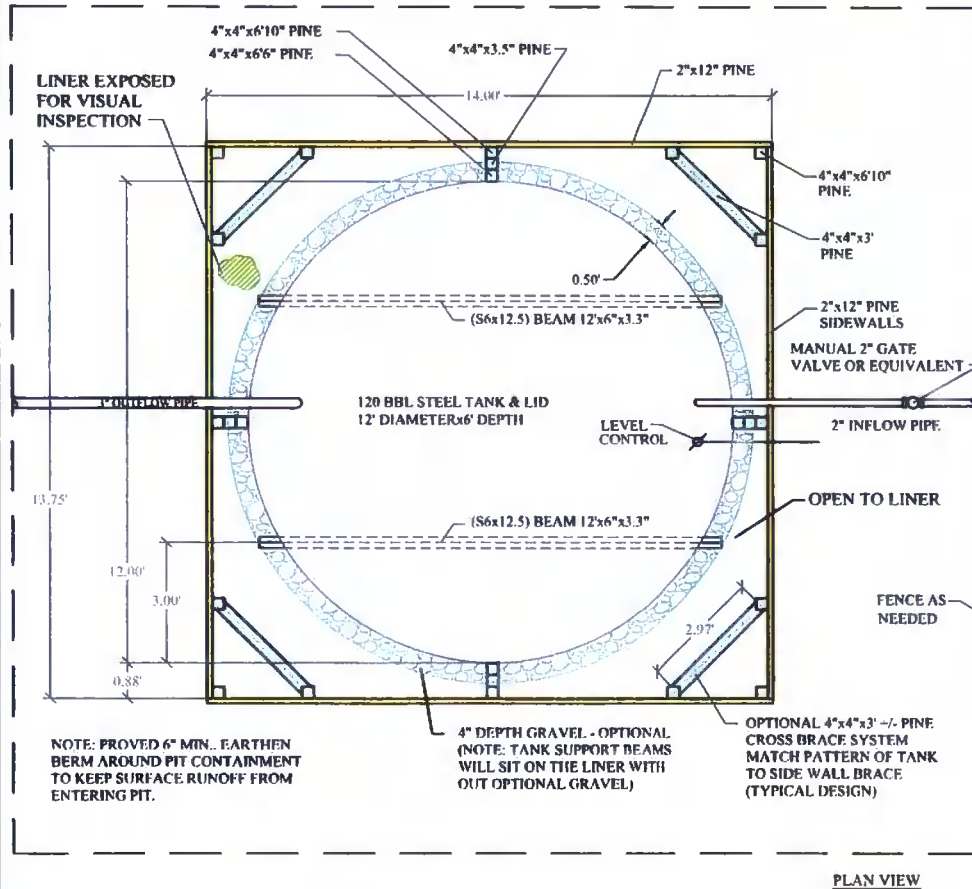 4"x4"x6'10" PINE
4"x4"x6'6" PINE
4"x4"x3.5" PINE
2"x12" PINE
LINER EXPOSED
FOR VISUAL
INSPECTION
14.00'
4"x4"x6'10"
PINE
4"x4"x3'
PINE
0.50'
(S6x12.5) BEAM 12'x6"x3.3"
2"x12" PINE
SIDEWALLS
MANUAL 2" GATE
VALVE OR EQUIVALENT
OUTFLOW PIPE
120 BBL STEEL TANK & LID
12' DIAMETERx6' DEPTH
LEVEL
CONTROL
2" INFLOW PIPE
13.75'
12.00'
3.00'
0.88'
(S6x12.5) BEAM 12'x6"x3.3"
OPEN TO LINER
FENCE AS
NEEDED
2.97'
NOTE: PROVED 6" MIN.. EARTHEN
BERM AROUND PIT CONTAINMENT
TO KEEP SURFACE RUNOFF FROM
ENTERING PIT.
4" DEPTH GRAVEL - OPTIONAL
(NOTE: TANK SUPPORT BEAMS
WILL SIT ON THE LINER WITH
OUT OPTIONAL GRAVEL)
OPTIONAL 4"x4"x3' +/- PINE
CROSS BRACE SYSTEM
MATCH PATTERN OF TANK
TO SIDE WALL BRACE
(TYPICAL DESIGN)
PLAN VIEW